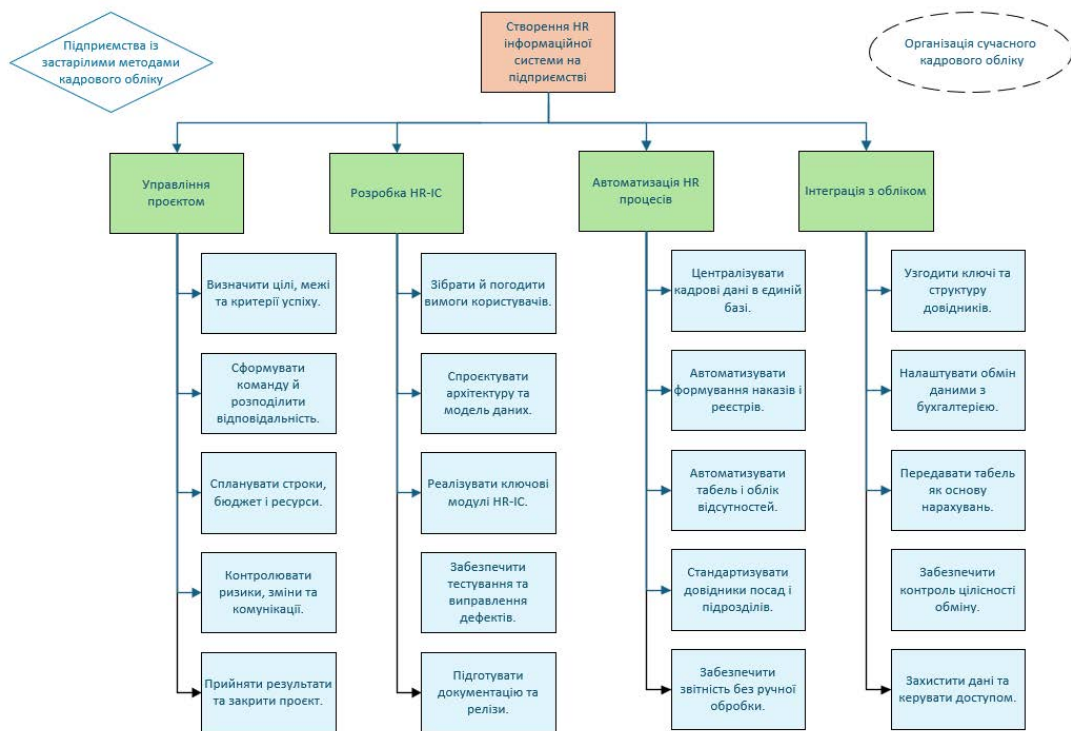 Підприємства із
застарілими методами
кадрового обліку
Створення HR
інформаційної
системи на
підприємстві
Організація сучасного
кадрового обліку
Управління
проєктом
Розробка HR-ІС
Автоматизація HR
процесів
Інтеграція з обліком
Визначити цілі, межі
та критерії успіху.
Зібрати й погодити
вимоги користувачів.
Централізувати
кадрові дані в єдиній
базі.
Узгодити ключі та
структуру
довідників.
Сформувати
команду й
розподілити
відповідальність.
Спроєктувати
архітектуру та
модель даних.
Автоматизувати
формування наказів і
реєстрів.
Налаштувати обмін
даними з
бухгалтерією.
Спланувати строки,
бюджет і ресурси.
Реалізувати ключові
модулі HR-ІС.
Автоматизувати
табель і облік
відсутностей.
Передавати табель
як основу
нарахувань.
Контролювати
ризики, зміни та
комунікації.
Забезпечити
тестування та
виправлення
дефектів.
Стандартизувати
довідники посад і
підрозділів.
Забезпечити
контроль цілісності
обміну.
Прийняти результати
та закрити проєкт.
Підготувати
документацію та
релізи.
Забезпечити
звітність без ручної
обробки.
Захистити дані та
керувати доступом.